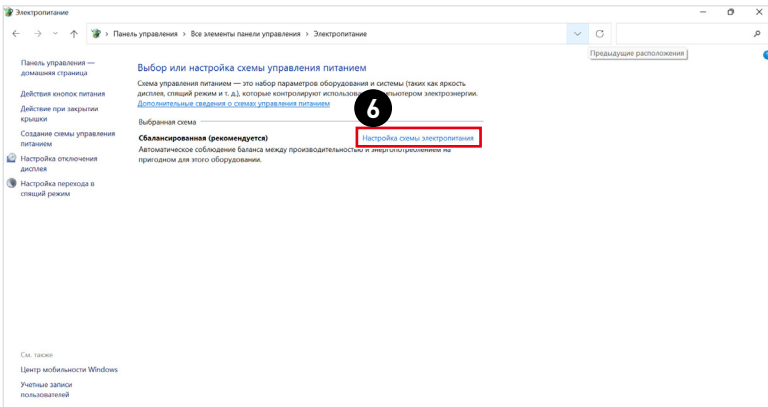 Электропитание
Панель управления > Все элементы панели управления > Электропитание
Предыдущие расположения
Панель управления —
домашняя страница
Действия кнопок питания
Действие при закрытии
крышки
Создание схемы управления
питанием
Настройка отключения
дисплея
Настройка перехода в
спящий режим
Выбор или настройка схемы управления питанием
Схема управления питанием — это набор параметров оборудования и системы (таких как яркость
дисплея, спящий режим и т. д.), которые контролируют использов мпьютером электроэнергии.
Дополнительные сведения о схемах управления питанием
6
Выбранная схема
Сбалансированная (рекомендуется)
Настройка схемы электропитания
Автоматическое соблюдение баланса между производительностью и энергопотреблением на
пригодном для этого оборудовании.
См. также
Центр мобильности Windows
Учетные записи
пользователей